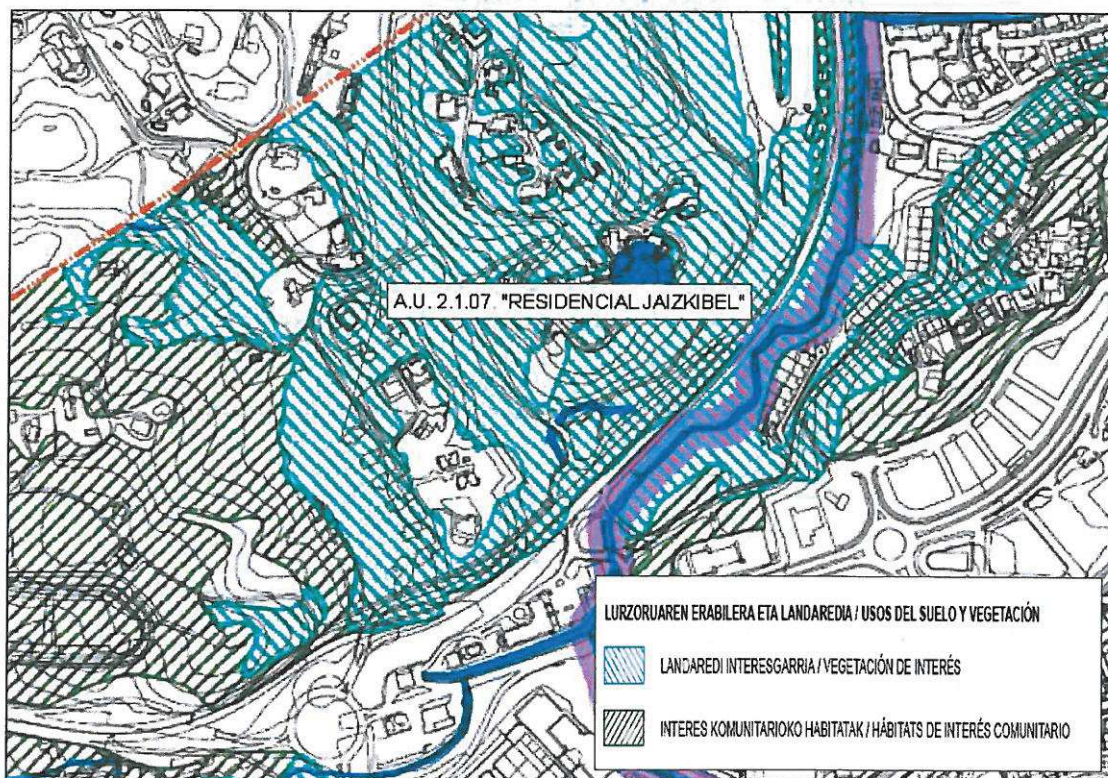 A.U. 2.1.07. "RESIDENCIAL JAIZKIBEL"
LURZORUAREN ERABILERA ETA LANDAREDIA / USOS DEL SUELO Y VEGETACIÓN
LANDAREDI INTERESGARRIA / VEGETACIÓN DE INTERÉS
INTERES KOMUNITARIOKO HABITATAK / HÁBITATS DE INTERÉS COMUNITARIO